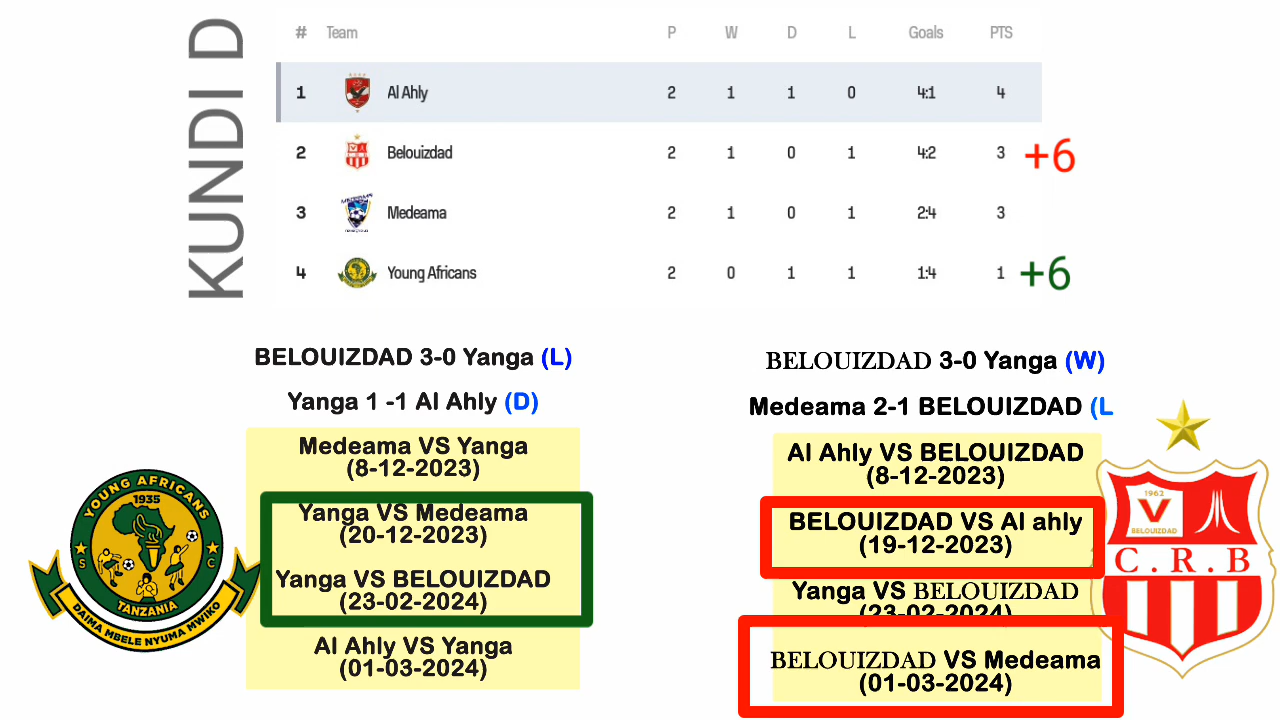 KUNDI D
# Team P W D L Goals PTS
1 Al Ahly 2 1 1 0 4:1 4
2 Belouizdad 2 1 0 1 4:2 3 +6
3 Medeama 2 1 0 1 2:4 3
4 Young Africans 2 0 1 1 1:4 1 +6
BELOUIZDAD 3-0 Yanga (L)
Yanga 1 -1 Al Ahly (D)
Medeama VS Yanga
(8-12-2023)
Yanga VS Medeama
(20-12-2023)
Yanga VS BELOUIZDAD
(23-02-2024)
Al Ahly VS Yanga
(01-03-2024)
BELOUIZDAD 3-0 Yanga (W)
Medeama 2-1 BELOUIZDAD (L
Al Ahly VS BELOUIZDAD
(8-12-2023)
BELOUIZDAD VS Al ahly
(19-12-2023)
Yanga VS BELOUIZDAD
(23-02-2024)
BELOUIZDAD VS Medeama
(01-03-2024)
YOUNG AFRICANS
1935
S C
TANZANIA
DAIMA MBELE NYUMA MWIKO
1962
BELOUIZDAD
C.R.B